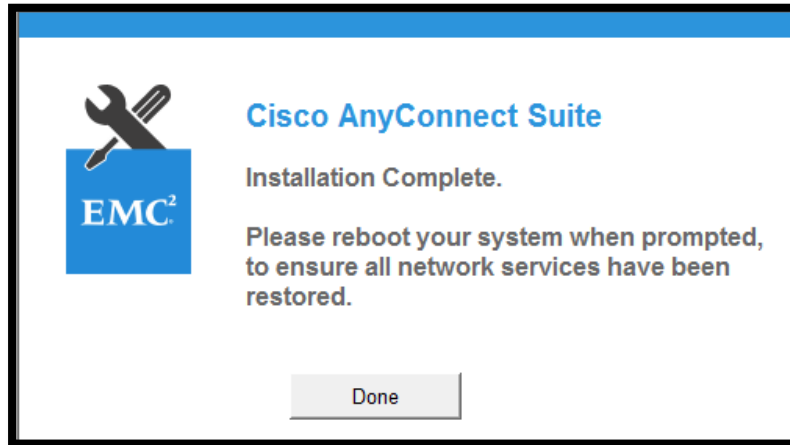 Cisco AnyConnect Suite
Installation Complete.
EMC²
Please reboot your system when prompted,
to ensure all network services have been
restored.
Done